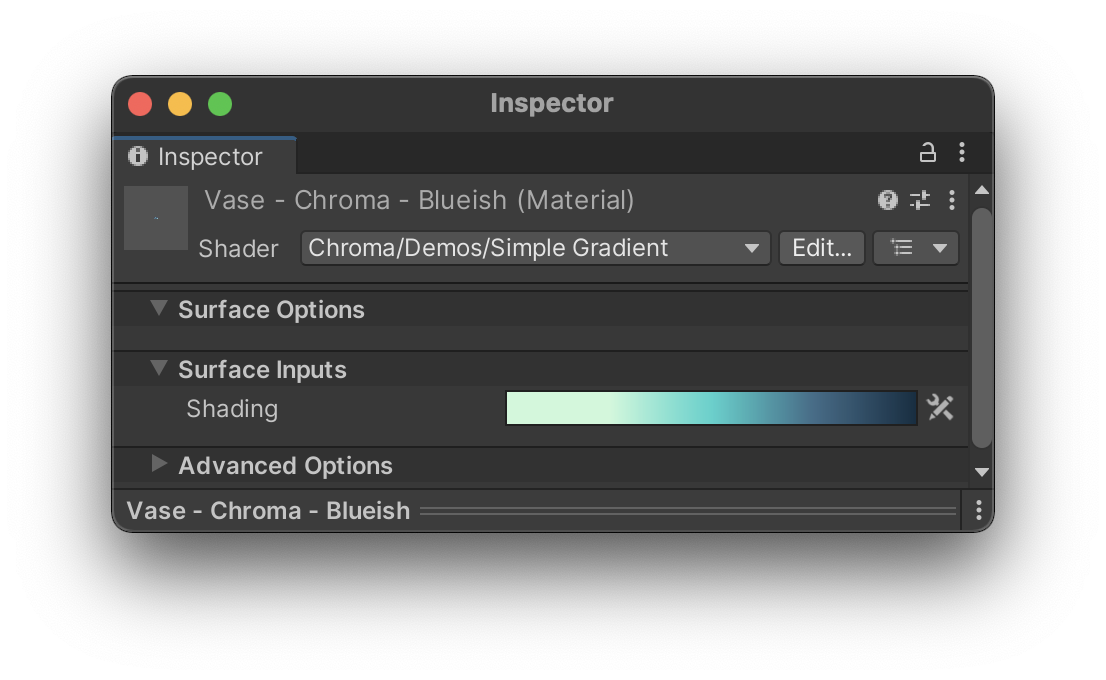 Inspector
Inspector
Vase - Chroma - Blueish (Material)
Shader Chroma/Demos/Simple Gradient Edit...
Surface Options
Surface Inputs
Shading
Advanced Options
Vase - Chroma - Blueish